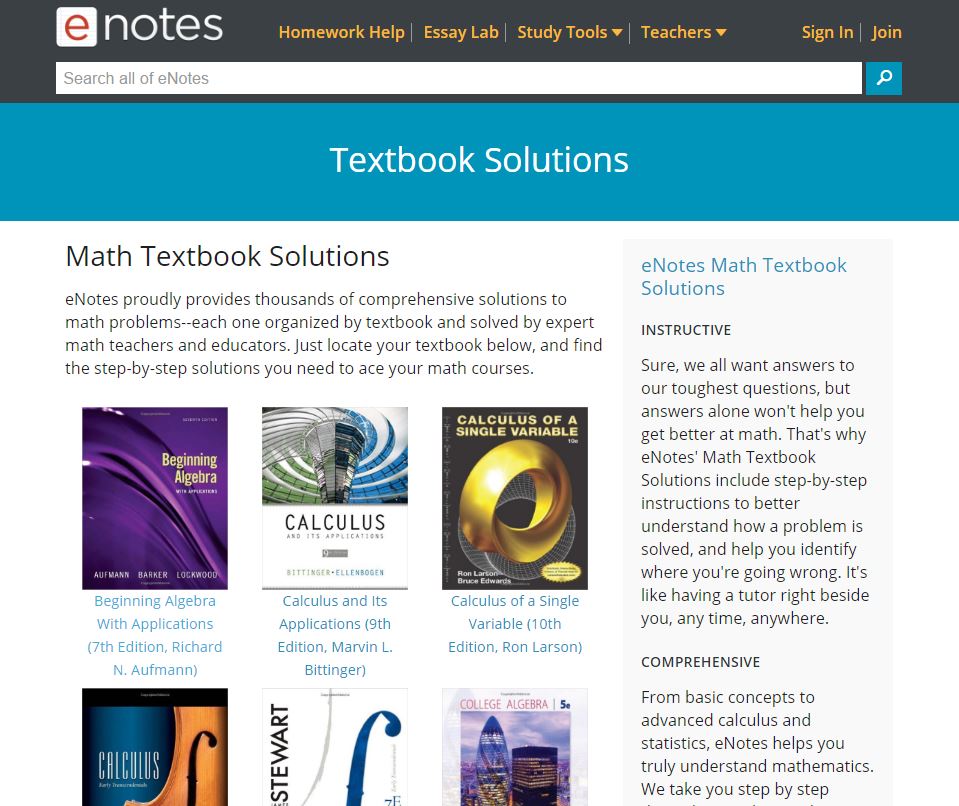 enotes
Homework Help
Essay Lab
Study Tools
Teachers
Sign In
Join
Search all of eNotes
Textbook Solutions
Math Textbook Solutions
eNotes proudly provides thousands of comprehensive solutions to
math problems--each one organized by textbook and solved by expert
math teachers and educators. Just locate your textbook below, and find
the step-by-step solutions you need to ace your math courses.
SEVENTH EDITION
Beginning
Algebra
WITH APPLICATIONS
AUFMANN BARKER LOCKWOOD
Beginning Algebra
With Applications
(7th Edition, Richard
N. Aufmann)
CALCULUS
AND ITS APPLICATIONS
BITTINGER • ELLENBOGEN
Calculus and Its
Applications (9th
Edition, Marvin L.
Bittinger)
CALCULUS OF A
SINGLE VARIABLE
10e
Ron Larson
Bruce Edwards
Calculus of a Single
Variable (10th
Edition, Ron Larson)
CALCULUS
Early Transcendentals
STEWART
7E
COLLEGE ALGEBRA | 5e
eNotes Math Textbook
Solutions
INSTRUCTIVE
Sure, we all want answers to
our toughest questions, but
answers alone won't help you
get better at math. That's why
eNotes' Math Textbook
Solutions include step-by-step
instructions to better
understand how a problem is
solved, and help you identify
where you're going wrong. It's
like having a tutor right beside
you, any time, anywhere.
COMPREHENSIVE
From basic concepts to
advanced calculus and
statistics, eNotes helps you
truly understand mathematics.
We take you step by step